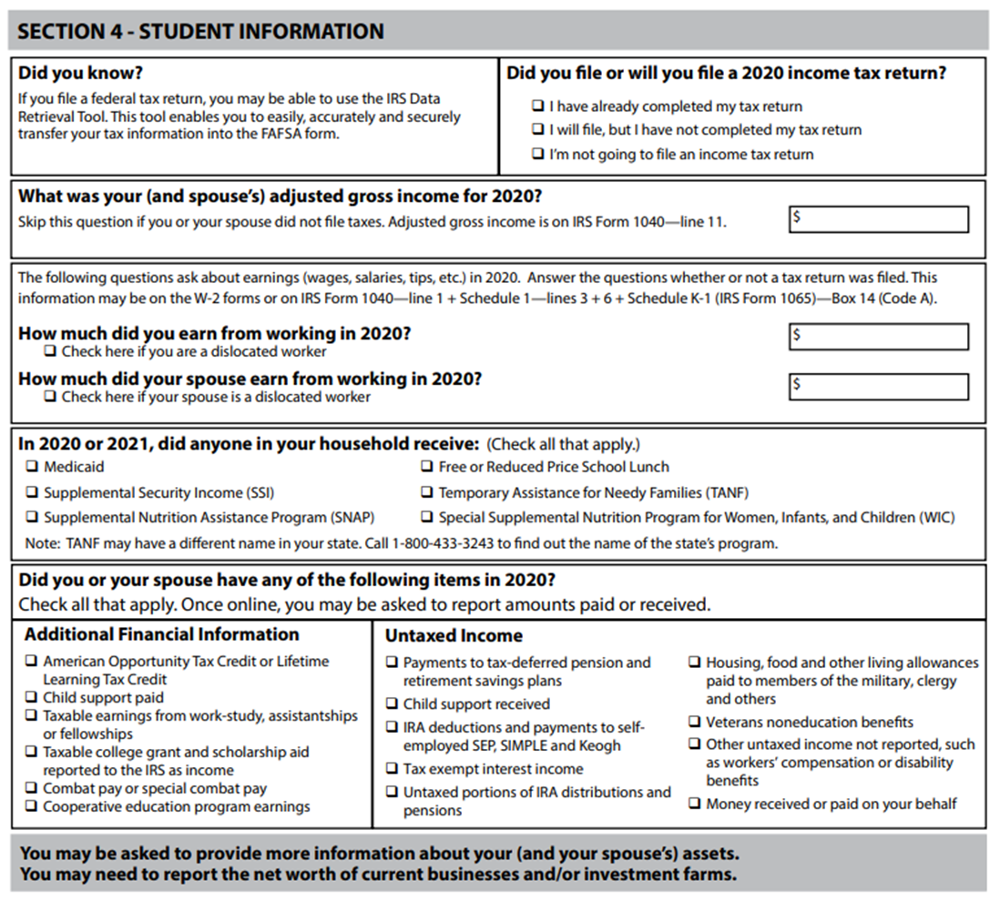 SECTION 4 - STUDENT INFORMATION
Did you know?
If you file a federal tax return, you may be able to use the IRS Data
Retrieval Tool. This tool enables you to easily, accurately and securely
transfer your tax information into the FAFSA form.
Did you file or will you file a 2020 income tax return?
❑ I have already completed my tax return
❑ I will file, but I have not completed my tax return
❑ I'm not going to file an income tax return
What was your (and spouse's) adjusted gross income for 2020?
Skip this question if you or your spouse did not file taxes. Adjusted gross income is on IRS Form 1040—line 11.
$
The following questions ask about earnings (wages, salaries, tips, etc.) in 2020. Answer the questions whether or not a tax return was filed. This
information may be on the W-2 forms or on IRS Form 1040—line 1 + Schedule 1—lines 3 + 6 + Schedule K-1 (IRS Form 1065)—Box 14 (Code A).
How much did you earn from working in 2020?
$
❑ Check here if you are a dislocated worker
How much did your spouse earn from working in 2020?
$
❑ Check here if your spouse is a dislocated worker
In 2020 or 2021, did anyone in your household receive: (Check all that apply.)
❑ Medicaid
❑ Supplemental Security Income (SSI)
❑ Supplemental Nutrition Assistance Program (SNAP)
❑ Free or Reduced Price School Lunch
❑ Temporary Assistance for Needy Families (TANF)
❑ Special Supplemental Nutrition Program for Women, Infants, and Children (WIC)
Note: TANF may have a different name in your state. Call 1-800-433-3243 to find out the name of the state's program.
Did you or your spouse have any of the following items in 2020?
Check all that apply. Once online, you may be asked to report amounts paid or received.
Additional Financial Information
❑ American Opportunity Tax Credit or Lifetime
Learning Tax Credit
❑ Child support paid
❑ Taxable earnings from work-study, assistantships
or fellowships
❑ Taxable college grant and scholarship aid
reported to the IRS as income
❑ Combat pay or special combat pay
❑ Cooperative education program earnings
Untaxed Income
❑ Payments to tax-deferred pension and
retirement savings plans
❑ Child support received
❑ IRA deductions and payments to self-
employed SEP, SIMPLE and Keogh
❑ Tax exempt interest income
❑ Untaxed portions of IRA distributions and
pensions
❑ Housing, food and other living allowances
paid to members of the military, clergy
and others
❑ Veterans noneducation benefits
❑ Other untaxed income not reported, such
as workers' compensation or disability
benefits
❑ Money received or paid on your behalf
You may be asked to provide more information about your (and your spouse's) assets.
You may need to report the net worth of current businesses and/or investment farms.